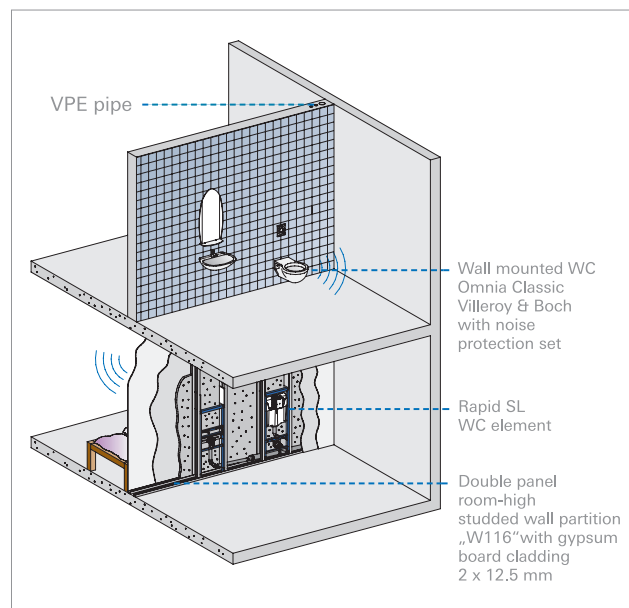 VPE pipe
Wall mounted WC
Omnia Classic
Villeroy & Boch
with noise
protection set
Rapid SL
WC element
Double panel
room-high
studded wall partition
„W116“with gypsum
board cladding
2 x 12.5 mm